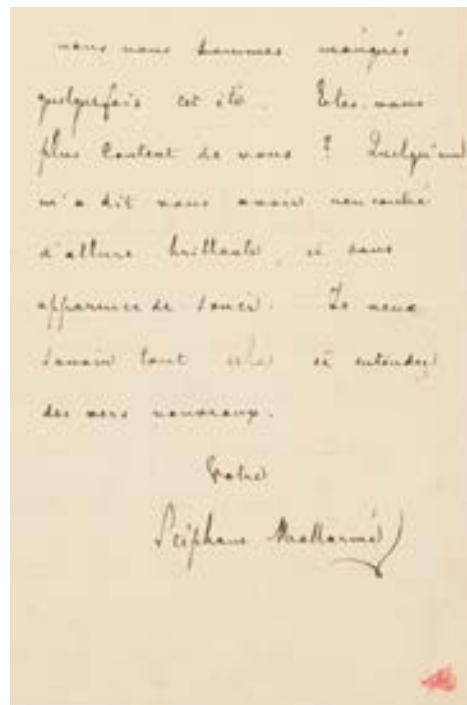 nous nous sommes manqués
quelquefois cet été. Êtes-vous
plus content de vous ? Quelqu'un
m'a dit vous avoir rencontré
d'allure brillante, et sans
apparence de souci. Je veux
savoir tout cela et entendre
des vers nouveaux.
Votre
Stéphane Mallarmé